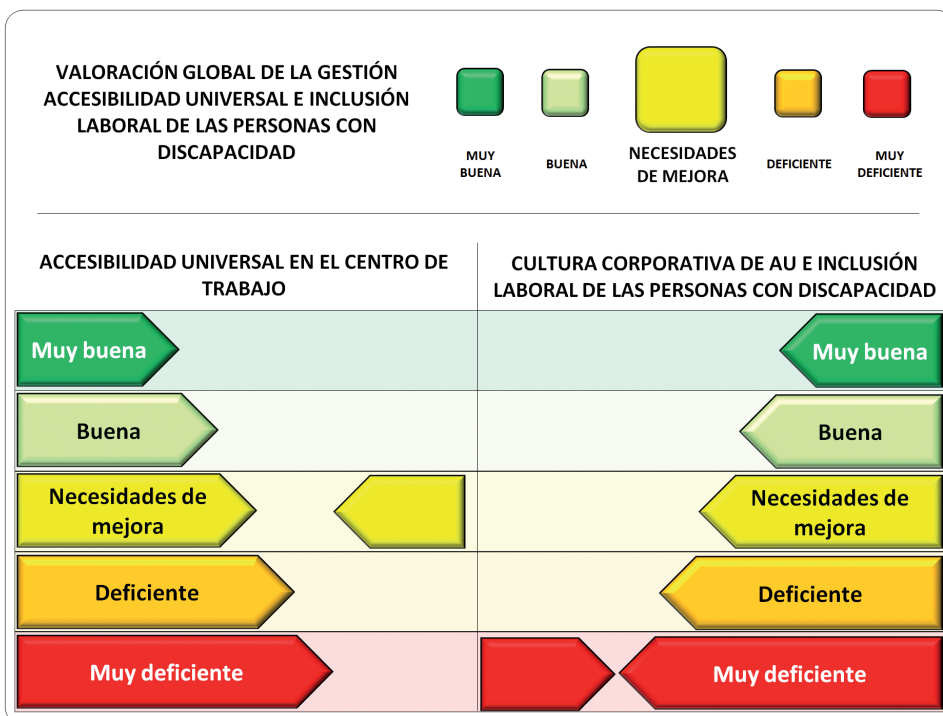 VALORACIÓN GLOBAL DE LA GESTIÓN
ACCESIBILIDAD UNIVERSAL E INCLUSIÓN
LABORAL DE LAS PERSONAS CON
DISCAPACIDAD
MUY
BUENA
BUENA
NECESIDADES
DE MEJORA
DEFICIENTE
MUY
DEFICIENTE
ACCESIBILIDAD UNIVERSAL EN EL CENTRO DE
TRABAJO
CULTURA CORPORATIVA DE AU E INCLUSIÓN
LABORAL DE LAS PERSONAS CON DISCAPACIDAD
Muy buena
Muy buena
Buena
Buena
Necesidades de
mejora
Necesidades de
mejora
Deficiente
Deficiente
Muy deficiente
Muy deficiente